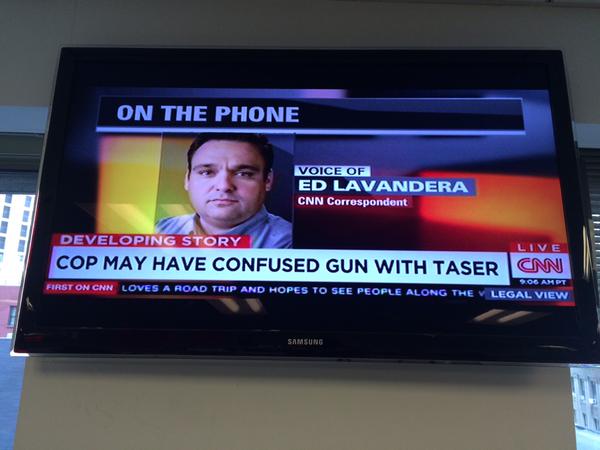 ON THE PHONE
VOICE OF
ED LAVANDERA
CNN Correspondent
DEVELOPING STORY
LIVE
COP MAY HAVE CONFUSED GUN WITH TASER
CNN
9:06 AM PT
FIRST ON CNN LOVES A ROAD TRIP AND HOPES TO SEE PEOPLE ALONG THE LEGAL VIEW
SAMSUNG